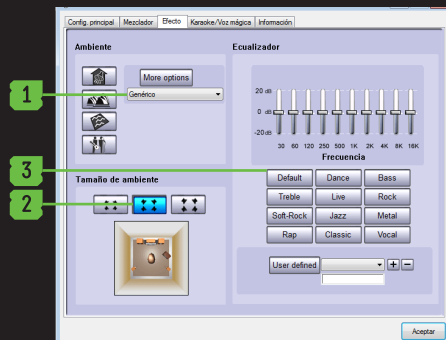 Config. principal Mezclador Efecto Karaoke/Voz mágica Información
Ambiente
More options
Genérico
1
Tamaño de ambiente
2
Ecualizador
20 dB
0 dB
-20dB
30 60 120 250 500 1K 2K 4K 8K 16K
Frecuencia
3
Default Dance Bass
Treble Live Rock
Soft-Rock Jazz Metal
Rap Classic Vocal
User defined
Aceptar